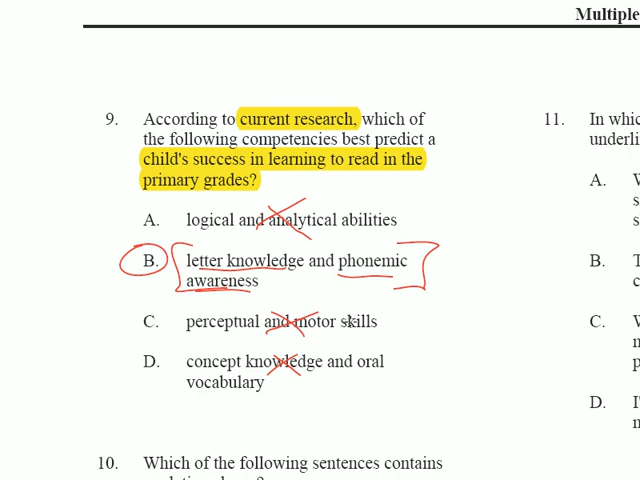 Multiple
9. According to current research, which of
the following competencies best predict a
child's success in learning to read in the
primary grades?
A. logical and analytical abilities
B. letter knowledge and phonemic
awareness
C. perceptual and motor skills
D. concept knowledge and oral
vocabulary
10. Which of the following sentences contains
11. In which
underli
A.
B. T
c
C.
D. I'